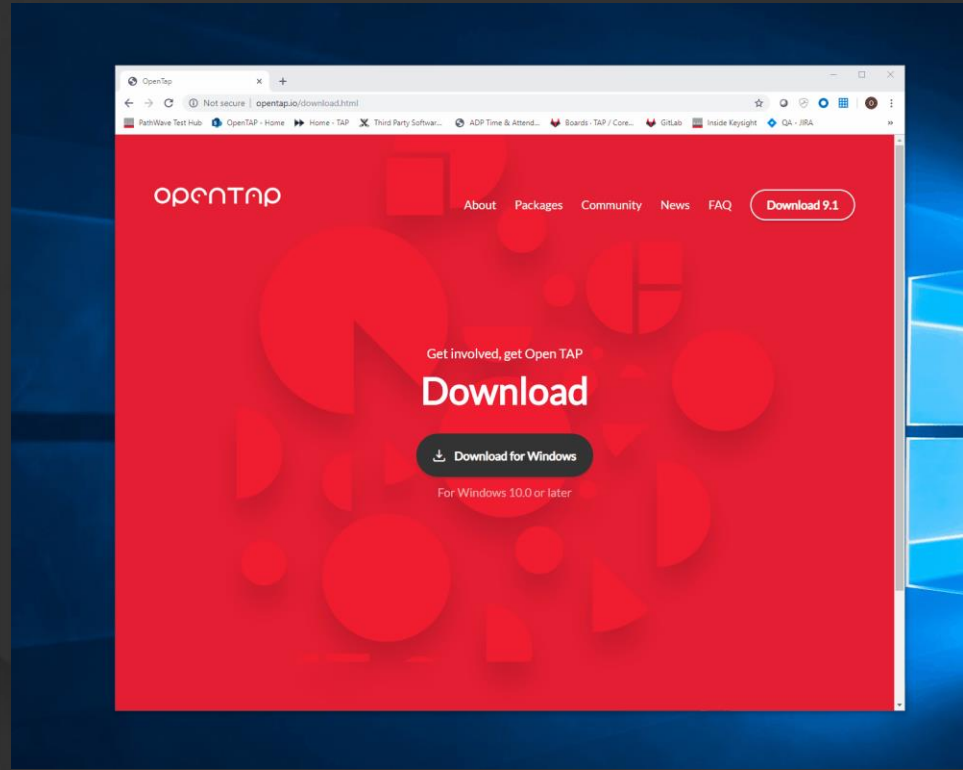 OpenTap
Not secure | opentap.io/download.html
PathWave Test Hub OpenTAP - Home Home - TAP Third Party Softwar... ADP Time & Attend... Boards - TAP / Core... GitLab Inside Keysight QA - JIRA »
OPENTAP
About Packages Community News FAQ Download 9.1
Get involved, get Open TAP
Download
Download for Windows
For Windows 10.0 or later